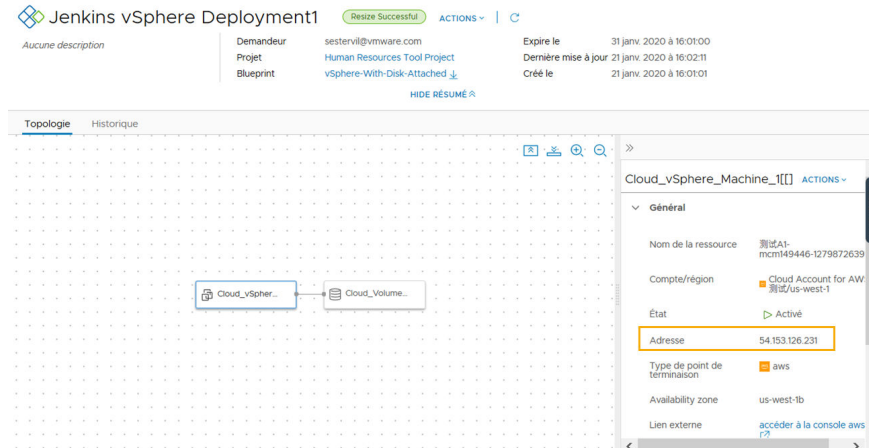 Jenkins vSphere Deployment1 Resize Successful ACTIONS
Aucune description
Demandeur sestervil@vmware.com
Projet Human Resources Tool Project
Blueprint vSphere-With-Disk-Attached
Expire le 31 janv. 2020 à 16:01:00
Dernière mise à jour 21 janv. 2020 à 16:02:11
Créé le 21 janv. 2020 à 16:01:01
HIDE RÉSUMÉ
Topologie Historique
Cloud_vSpher... Cloud_Volume...
Cloud_vSphere_Machine_1[[] ACTIONS
Général
Nom de la ressource 测试A1-
mcm149446-1279872639
Compte/région Cloud Account for AW
测试/us-west-1
État Activé
Adresse 54.153.126.231
Type de point de
terminaison aws
Availability zone us-west-1b
Lien externe accéder à la console aws